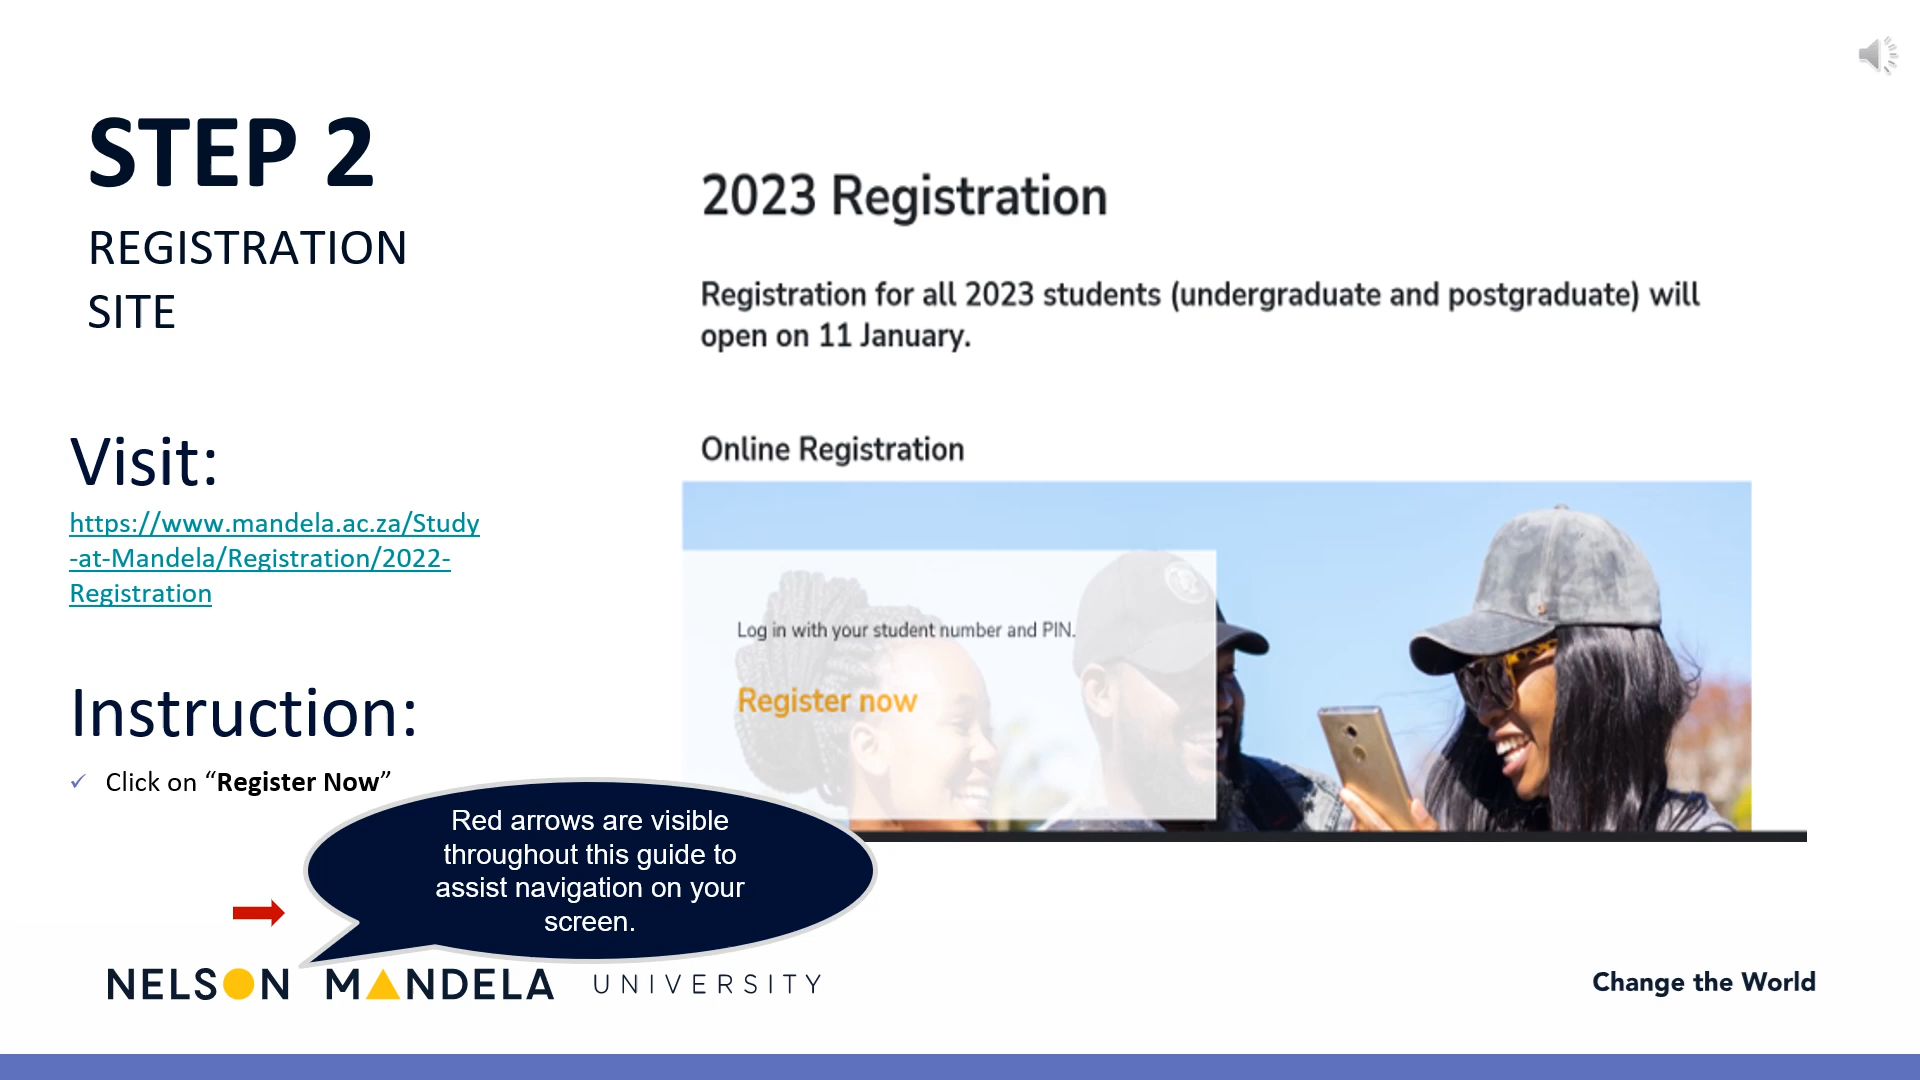 STEP 2
REGISTRATION
SITE
Visit:
https://www.mandela.ac.za/Study
-at-Mandela/Registration/2022-
Registration
Instruction:
✓ Click on “Register Now”
Red arrows are visible
throughout this guide to
assist navigation on your
screen.
2023 Registration
Registration for all 2023 students (undergraduate and postgraduate) will
open on 11 January.
Online Registration
Log in with your student number and PIN.
Register now
NELSON MANDELA UNIVERSITY
Change the World